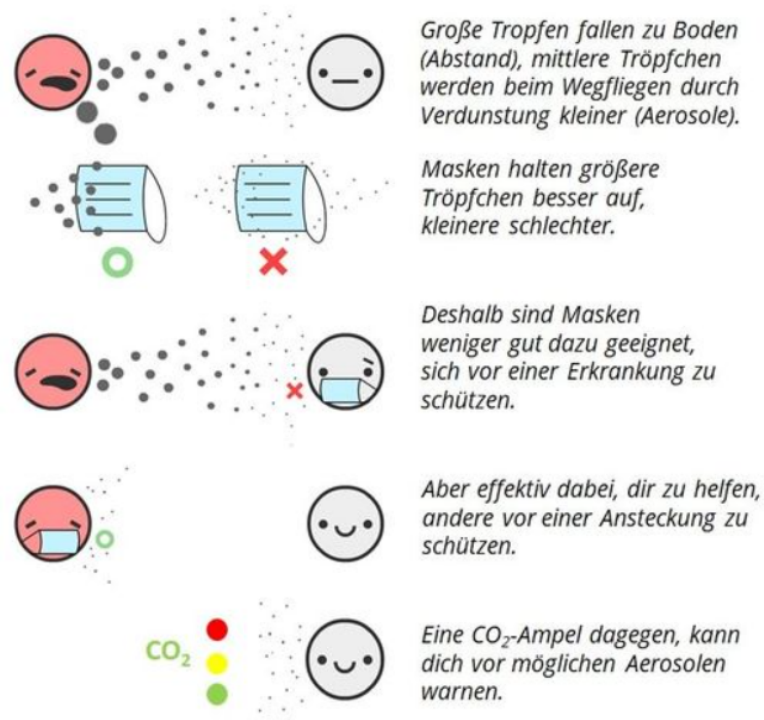 Große Tropfen fallen zu Boden
(Abstand), mittlere Tröpfchen
werden beim Wegfliegen durch
Verdunstung kleiner (Aerosole).
Masken halten größere
Tröpfchen besser auf,
kleinere schlechter.
Deshalb sind Masken
weniger gut dazu geeignet,
sich vor einer Erkrankung zu
schützen.
Aber effektiv dabei, dir zu helfen,
andere vor einer Ansteckung zu
schützen.
CO₂
Eine CO₂-Ampel dagegen, kann
dich vor möglichen Aerosolen
warnen.